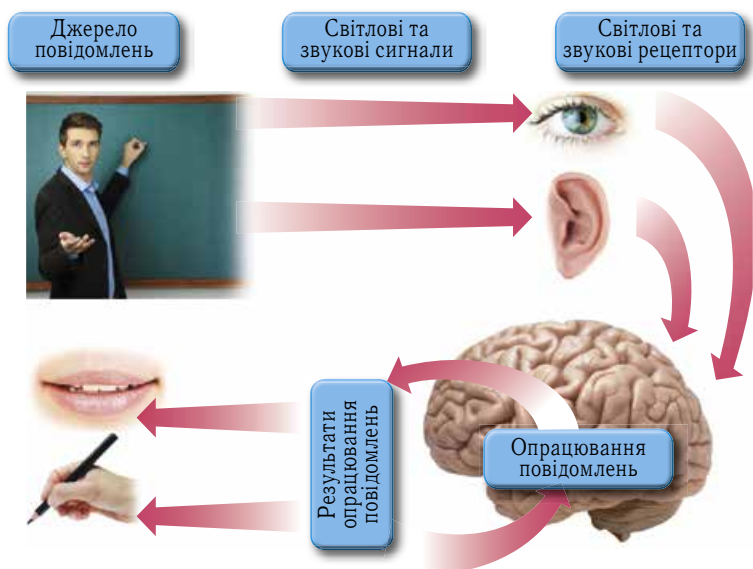 Джерело
повідомлень
Світлові та
звукові сигнали
Світлові та
звукові рецептори
Результати
опрацювання
повідомлень
Опрацювання
повідомлень